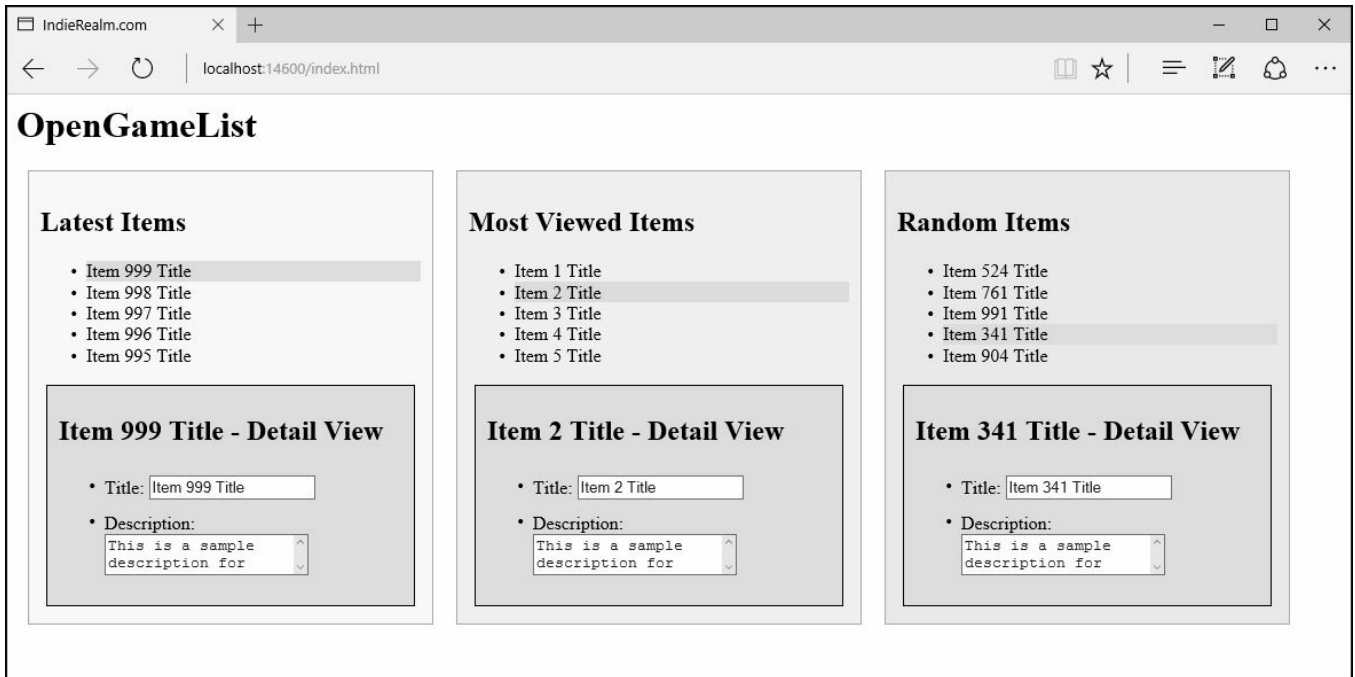 IndieRealm.com
localhost:14600/index.html
OpenGameList
Latest Items
• Item 999 Title
• Item 998 Title
• Item 997 Title
• Item 996 Title
• Item 995 Title
Item 999 Title - Detail View
• Title: Item 999 Title
• Description:
This is a sample
description for
Most Viewed Items
• Item 1 Title
• Item 2 Title
• Item 3 Title
• Item 4 Title
• Item 5 Title
Item 2 Title - Detail View
• Title: Item 2 Title
• Description:
This is a sample
description for
Random Items
• Item 524 Title
• Item 761 Title
• Item 991 Title
• Item 341 Title
• Item 904 Title
Item 341 Title - Detail View
• Title: Item 341 Title
• Description:
This is a sample
description for